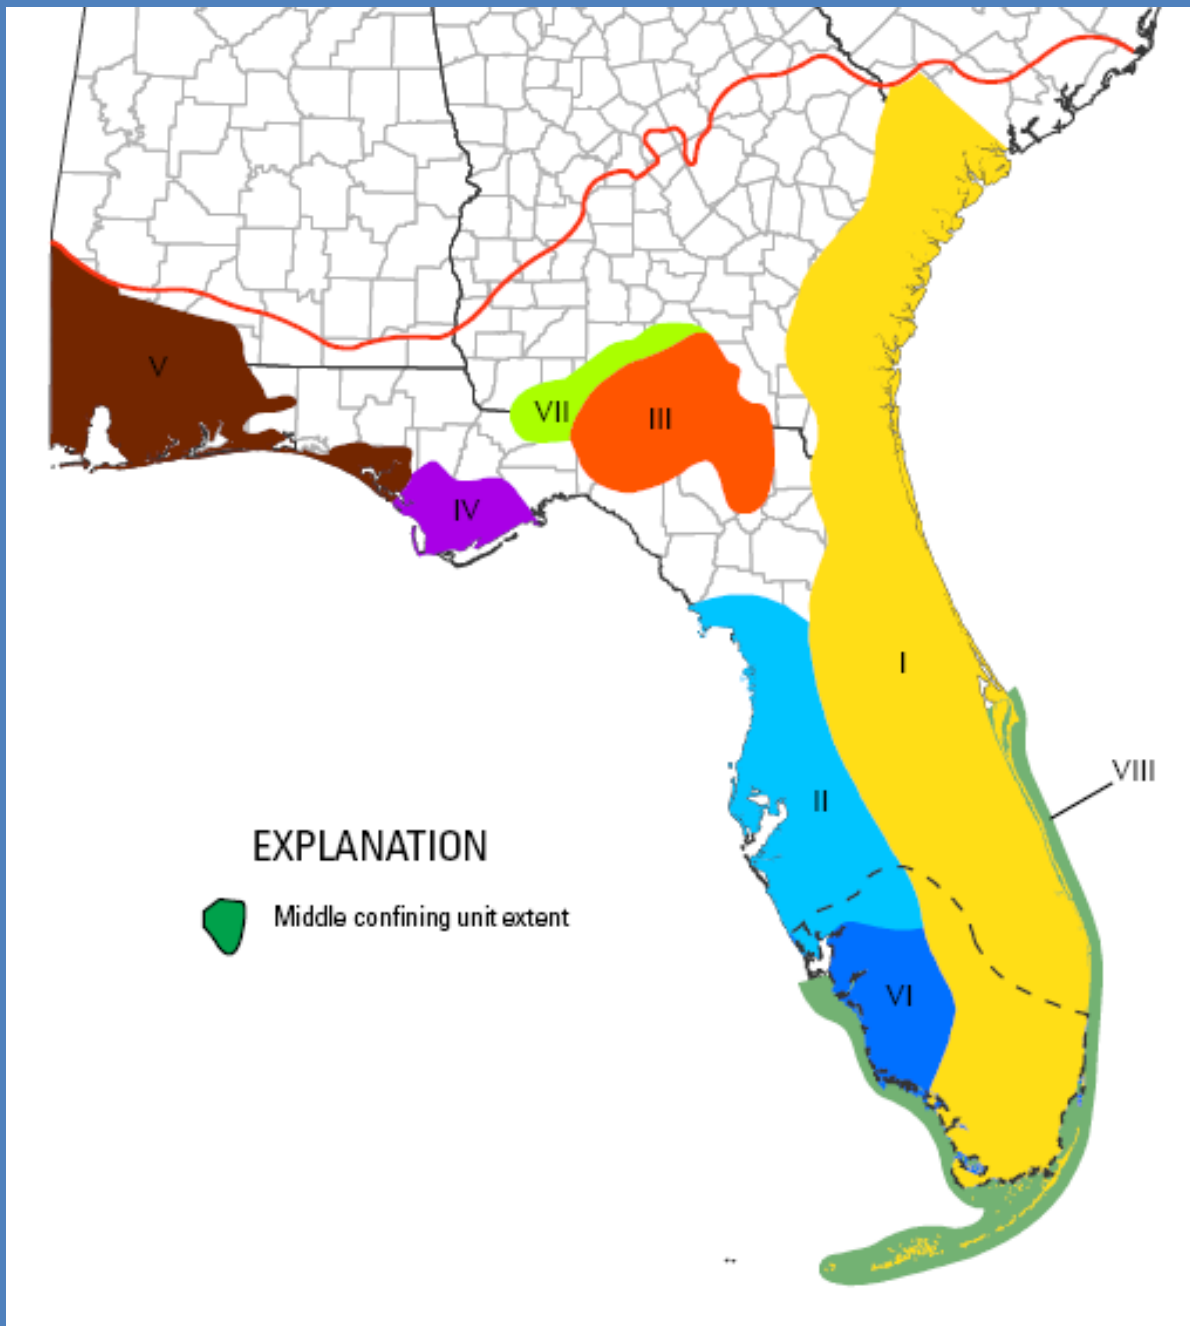 V
VII
III
IV
I
VIII
II
EXPLANATION
Middle confining unit extent
VI